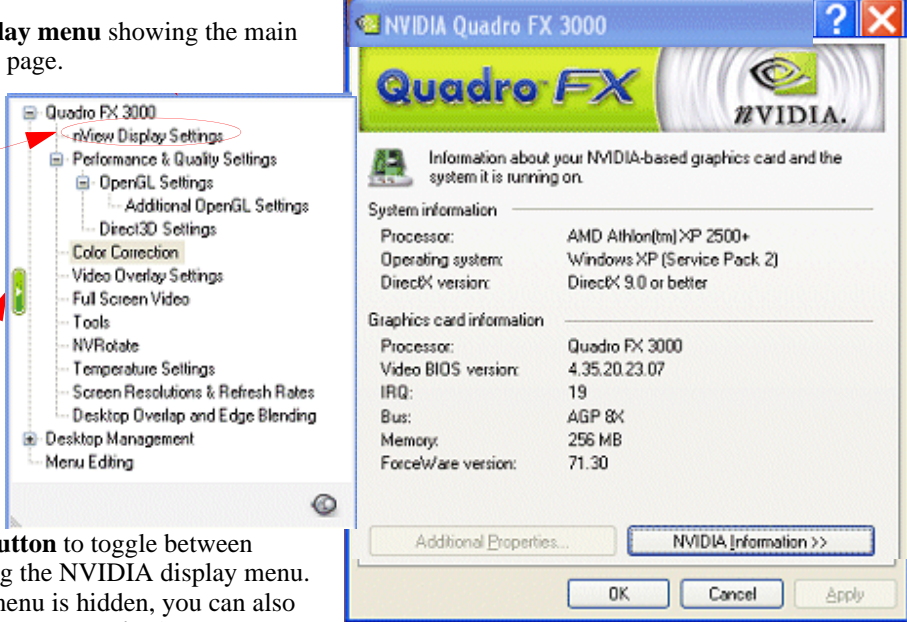 lay menu showing the main
page.
Quadro FX 3000
nView Display Settings
Performance & Quality Settings
OpenGL Settings
Additional OpenGL Settings
Direct3D Settings
Color Correction
Video Overlay Settings
Full Screen Video
Tools
NVRotate
Temperature Settings
Screen Resolutions & Refresh Rates
Desktop Overlap and Edge Blending
Desktop Management
Menu Editing
utton to toggle between
g the NVIDIA display menu.
enu is hidden, you can also
NVIDIA Quadro FX 3000
Quadro FX
nVIDIA.
Information about your NVIDIA-based graphics card and the
system it is running on.
System information
Processor: AMD Athlon(tm) XP 2500+
Operating system: Windows XP (Service Pack 2)
DirectX version: DirectX 9.0 or better
Graphics card information
Processor: Quadro FX 3000
Video BIOS version: 4.35.20.23.07
IRQ: 19
Bus: AGP 8X
Memory: 256 MB
ForceWare version: 71.30
Additional Properties...
NVIDIA Information >>
OK
Cancel
Apply